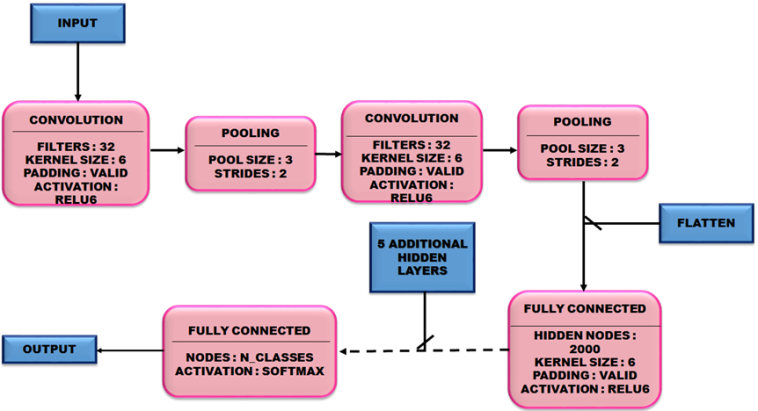 INPUT
CONVOLUTION
FILTERS : 32
KERNEL SIZE : 6
PADDING : VALID
ACTIVATION :
RELU6
POOLING
POOL SIZE : 3
STRIDES : 2
CONVOLUTION
FILTERS : 32
KERNEL SIZE : 6
PADDING : VALID
ACTIVATION :
RELU6
POOLING
POOL SIZE : 3
STRIDES : 2
FLATTEN
FULLY CONNECTED
HIDDEN NODES :
2000
KERNEL SIZE : 6
PADDING : VALID
ACTIVATION : RELU6
5 ADDITIONAL
HIDDEN
LAYERS
FULLY CONNECTED
NODES : N_CLASSES
ACTIVATION : SOFTMAX
OUTPUT